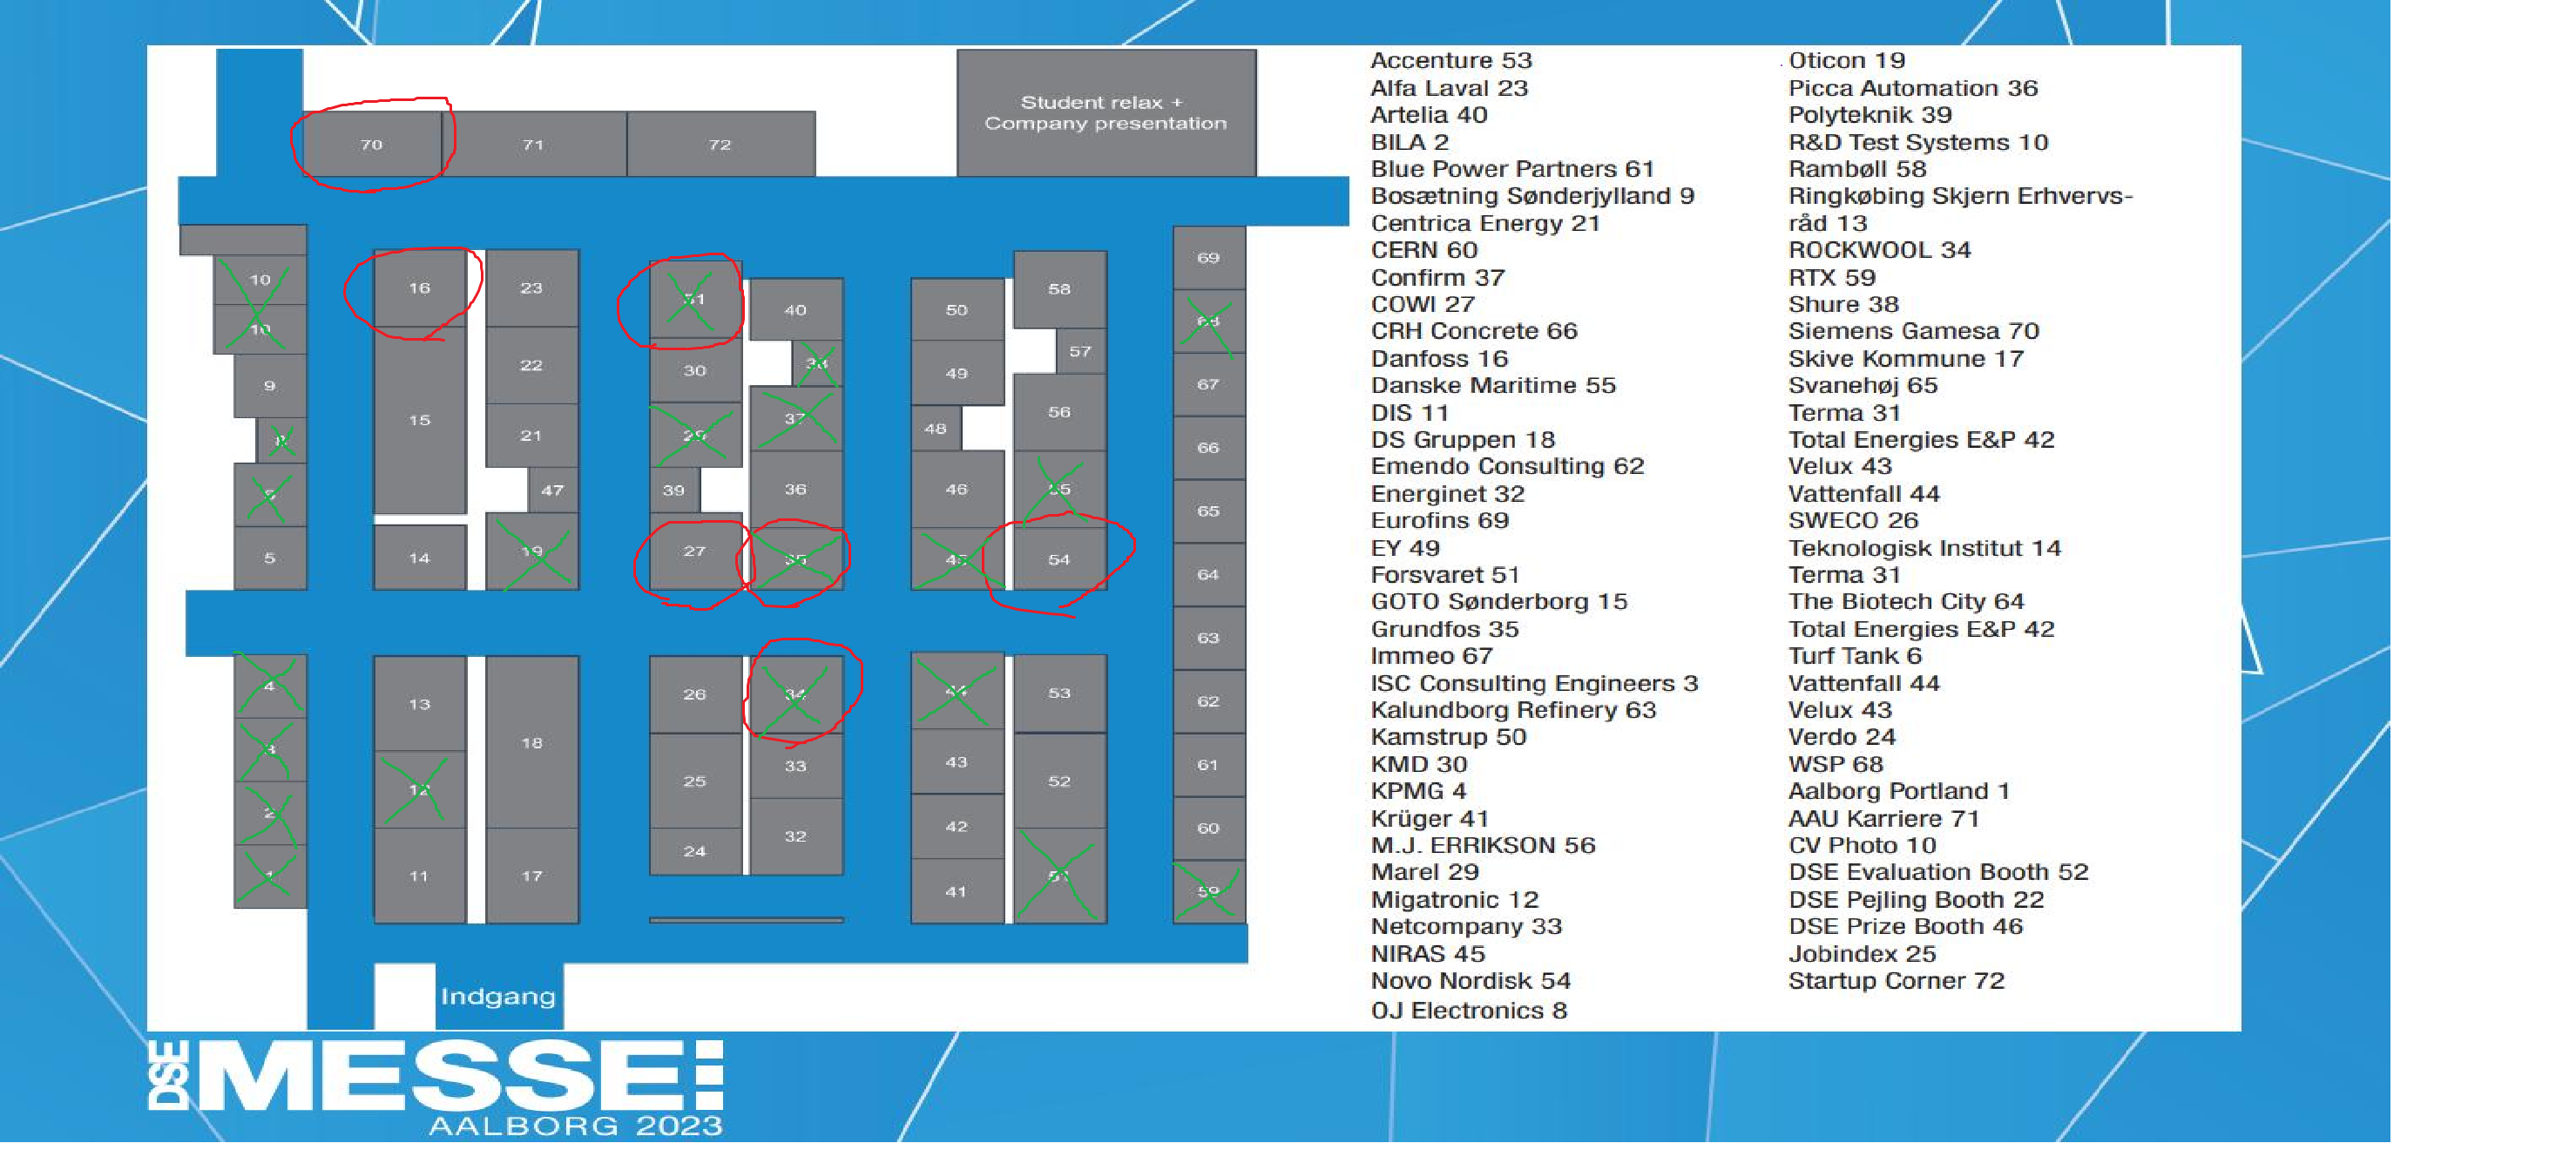 Student relax +
Company presentation
70
71
72
10
10
9
8
5
16
15
14
23
22
21
47
19
31
30
29
39
27
40
38
37
36
35
50
49
48
46
45
58
57
56
55
54
69
68
67
66
65
64
63
62
61
60
59
4
3
2
1
13
12
11
18
17
26
25
24
34
33
32
44
43
42
41
53
52
51
Indgang
Accenture 53
Alfa Laval 23
Artelia 40
BILA 2
Blue Power Partners 61
Bosætning Sønderjylland 9
Centrica Energy 21
CERN 60
Confirm 37
COWI 27
CRH Concrete 66
Danfoss 16
Danske Maritime 55
DIS 11
DS Gruppen 18
Emendo Consulting 62
Energinet 32
Eurofins 69
EY 49
Forsvaret 51
GOTO Sønderborg 15
Grundfos 35
Immeo 67
ISC Consulting Engineers 3
Kalundborg Refinery 63
Kamstrup 50
KMD 30
KPMG 4
Krüger 41
M.J. ERRIKSON 56
Marel 29
Migatronic 12
Netcompany 33
NIRAS 45
Novo Nordisk 54
OJ Electronics 8
Oticon 19
Picca Automation 36
Polyteknik 39
R&D Test Systems 10
Rambøll 58
Ringkøbing Skjern Erhvervs-
råd 13
ROCKWOOL 34
RTX 59
Shure 38
Siemens Gamesa 70
Skive Kommune 17
Svanehøj 65
Terma 31
Total Energies E&P 42
Velux 43
Vattenfall 44
SWECO 26
Teknologisk Institut 14
Terma 31
The Biotech City 64
Total Energies E&P 42
Turf Tank 6
Vattenfall 44
Velux 43
Verdo 24
WSP 68
Aalborg Portland 1
AAU Karriere 71
CV Photo 10
DSE Evaluation Booth 52
DSE Pejling Booth 22
DSE Prize Booth 46
Jobindex 25
Startup Corner 72
DSE MESSE
AALBORG 2023